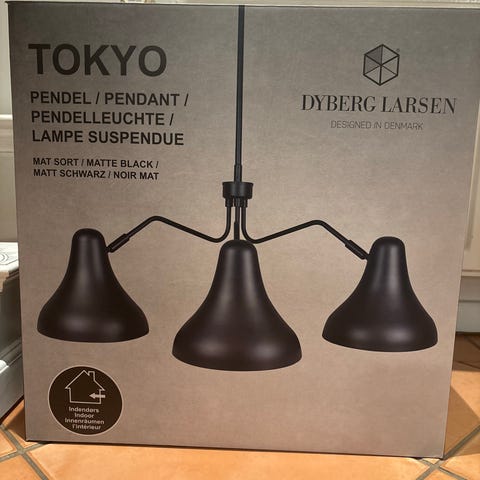 TOKYO
PENDEL / PENDANT /
PENDELLEUCHTE /
LAMPE SUSPENDUE
MAT SORT / MATTE BLACK /
MATT SCHWARZ / NOIR MAT
DYBERG LARSEN
DESIGNED IN DENMARK
Indendørs
Indoor
Innenräumen
l'intérieur